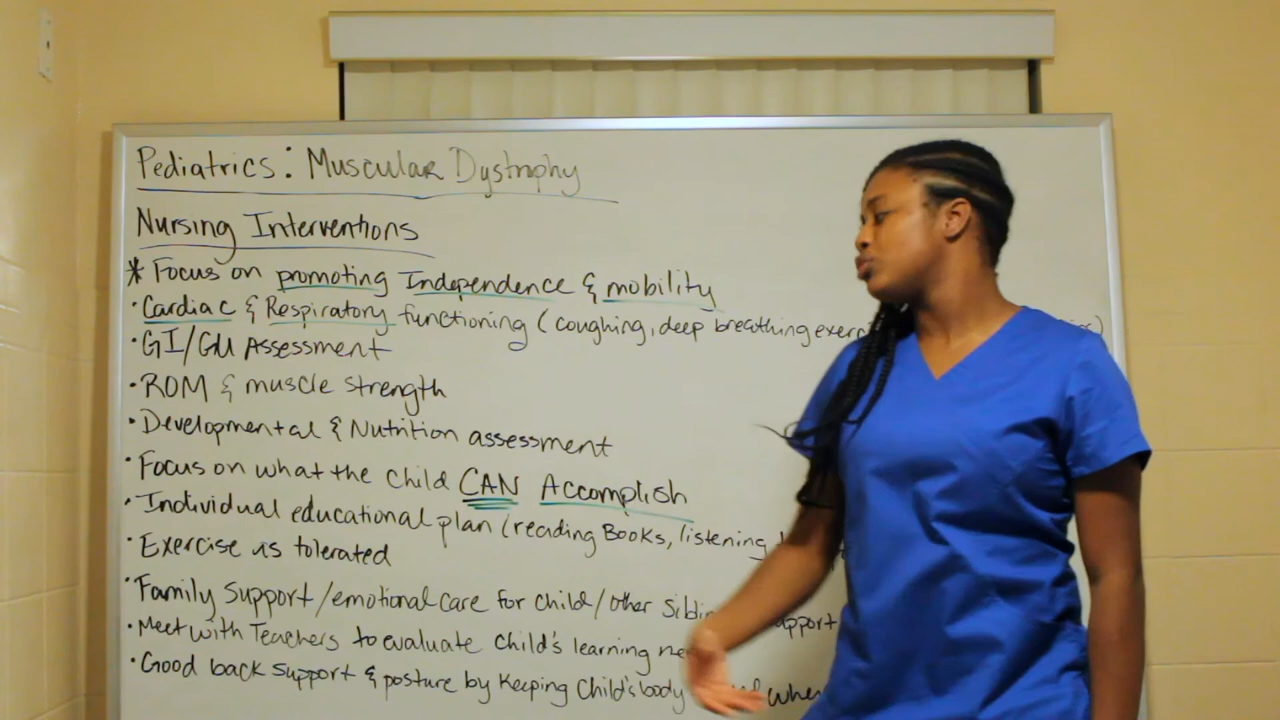 Pediatrics: Muscular Dystrophy
Nursing Interventions
* Focus on promoting Independence & mobility
• Cardiac & Respiratory functioning (coughing, deep breathing
• GI/GU Assessment
• ROM & muscle strength
• Developmental & Nutrition assessment
• Focus on what the child CAN Accomplish
• Individual educational plan (reading Books, listening
• Exercise as tolerated
• Family Support/emotional care for child/other
• Meet with Teachers to evaluate child's learning
• Good back support & posture by keeping child's body